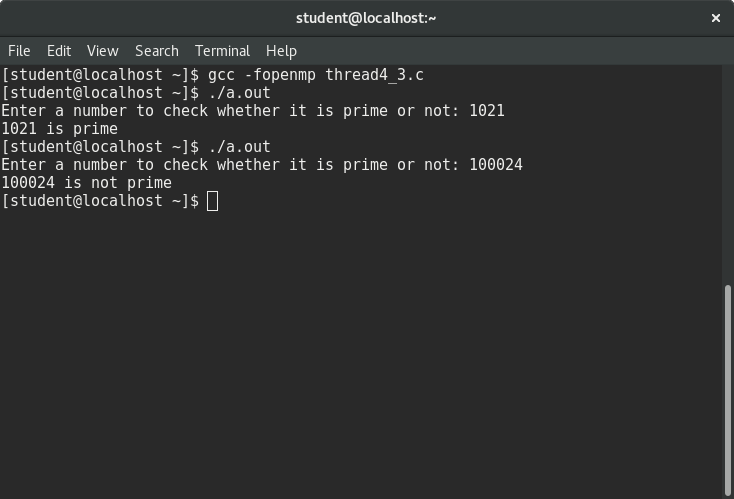 student@localhost:~
File Edit View Search Terminal Help
[student@localhost ~]$ gcc -fopenmp thread4_3.c
[student@localhost ~]$ ./a.out
Enter a number to check whether it is prime or not: 1021
1021 is prime
[student@localhost ~]$ ./a.out
Enter a number to check whether it is prime or not: 100024
100024 is not prime
[student@localhost ~]$